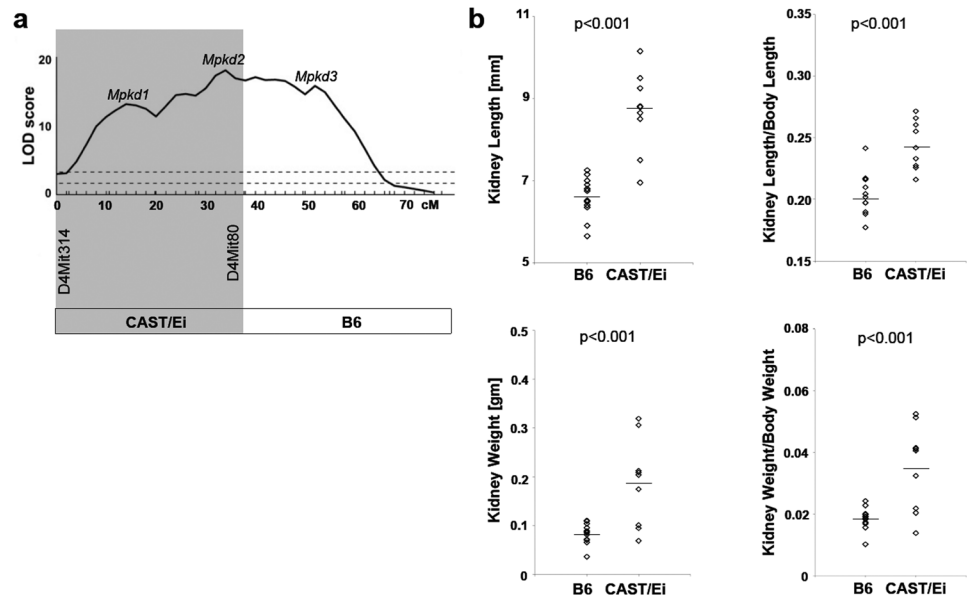 a
20
10
0
LOD score
Mpkd1
Mpkd2
Mpkd3
0 10 20 30 40 50 60 70 cM
D4Mit314
D4Mit80
CAST/Ei B6
b
p<0.001
11
9
7
5
Kidney Length [mm]
B6 CAST/Ei
p<0.001
0.35
0.30
0.25
0.20
0.15
Kidney Length/Body Length
B6 CAST/Ei
p<0.001
0.5
0.4
0.3
0.2
0.1
0
Kidney Weight [gm]
B6 CAST/Ei
p<0.001
0.08
0.06
0.04
0.02
0
Kidney Weight/Body Weight
B6 CAST/Ei